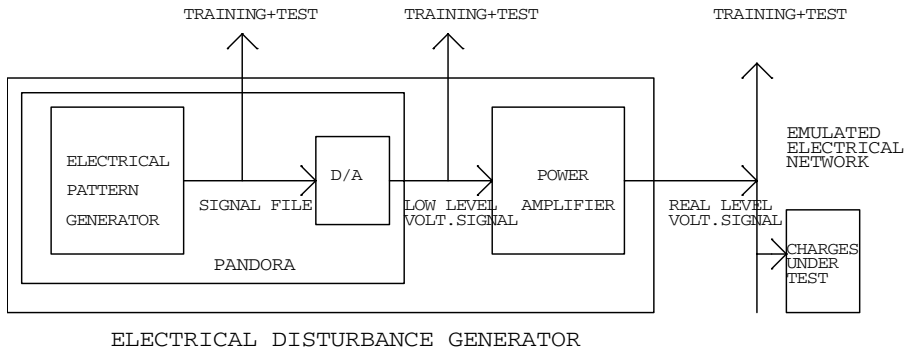 TRAINING+TEST
TRAINING+TEST
TRAINING+TEST
ELECTRICAL
PATTERN
GENERATOR
SIGNAL FILE
D/A
LOW LEVEL
VOLT.SIGNAL
POWER
AMPLIFIER
REAL LEVEL
VOLT.SIGNAL
EMULATED
ELECTRICAL
NETWORK
CHARGES
UNDER
TEST
PANDORA
ELECTRICAL DISTURBANCE GENERATOR